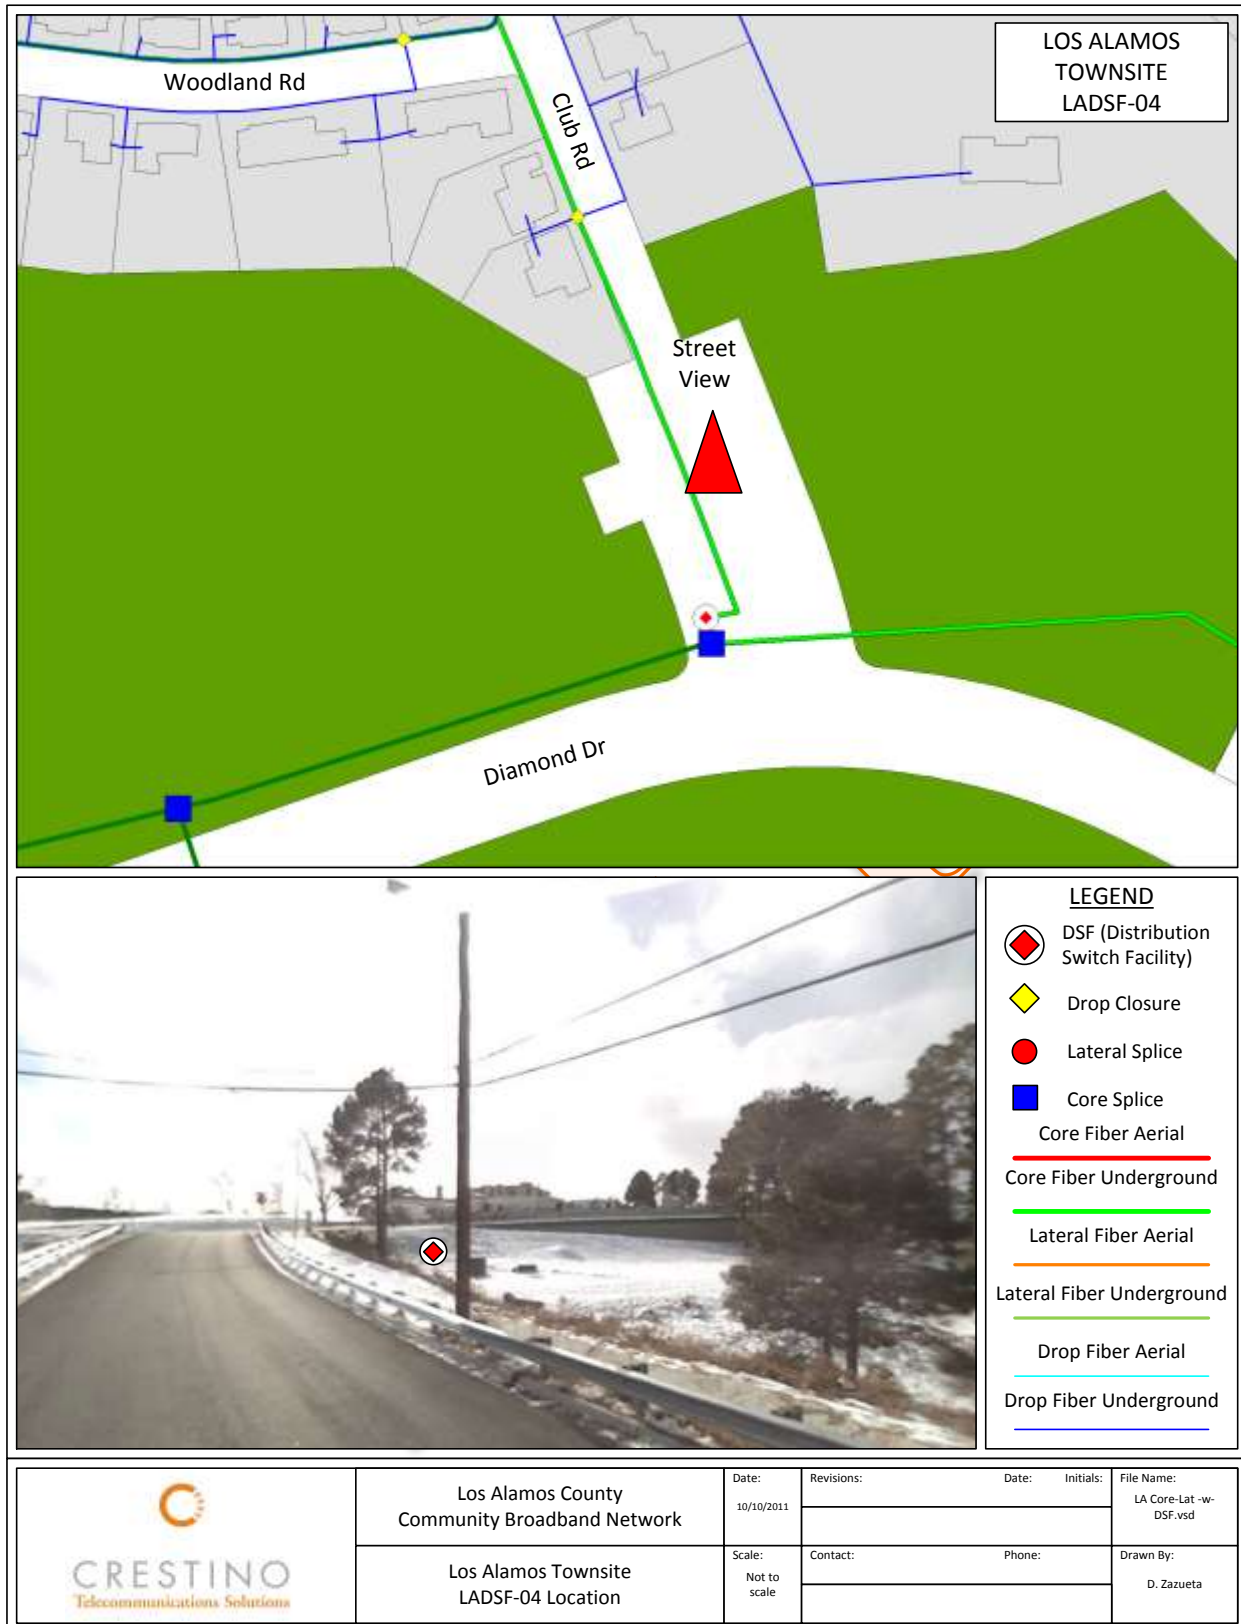 LOS ALAMOS
TOWNSITE
LADSF-04
Woodland Rd
Club Rd
Street
View
Diamond Dr
LEGEND
DSF (Distribution
Switch Facility)
Drop Closure
Lateral Splice
Core Splice
Core Fiber Aerial
Core Fiber Underground
Lateral Fiber Aerial
Lateral Fiber Underground
Drop Fiber Aerial
Drop Fiber Underground
CRESTINO
Telecommunications Solutions
Los Alamos County
Community Broadband Network
Los Alamos Townsite
LADSF-04 Location
Date:
10/10/2011
Revisions: Date: Initials:
File Name:
LA Core-Lat -w-
DSF.vsd
Scale:
Not to
scale
Contact: Phone:
Drawn By:
D. Zazueta